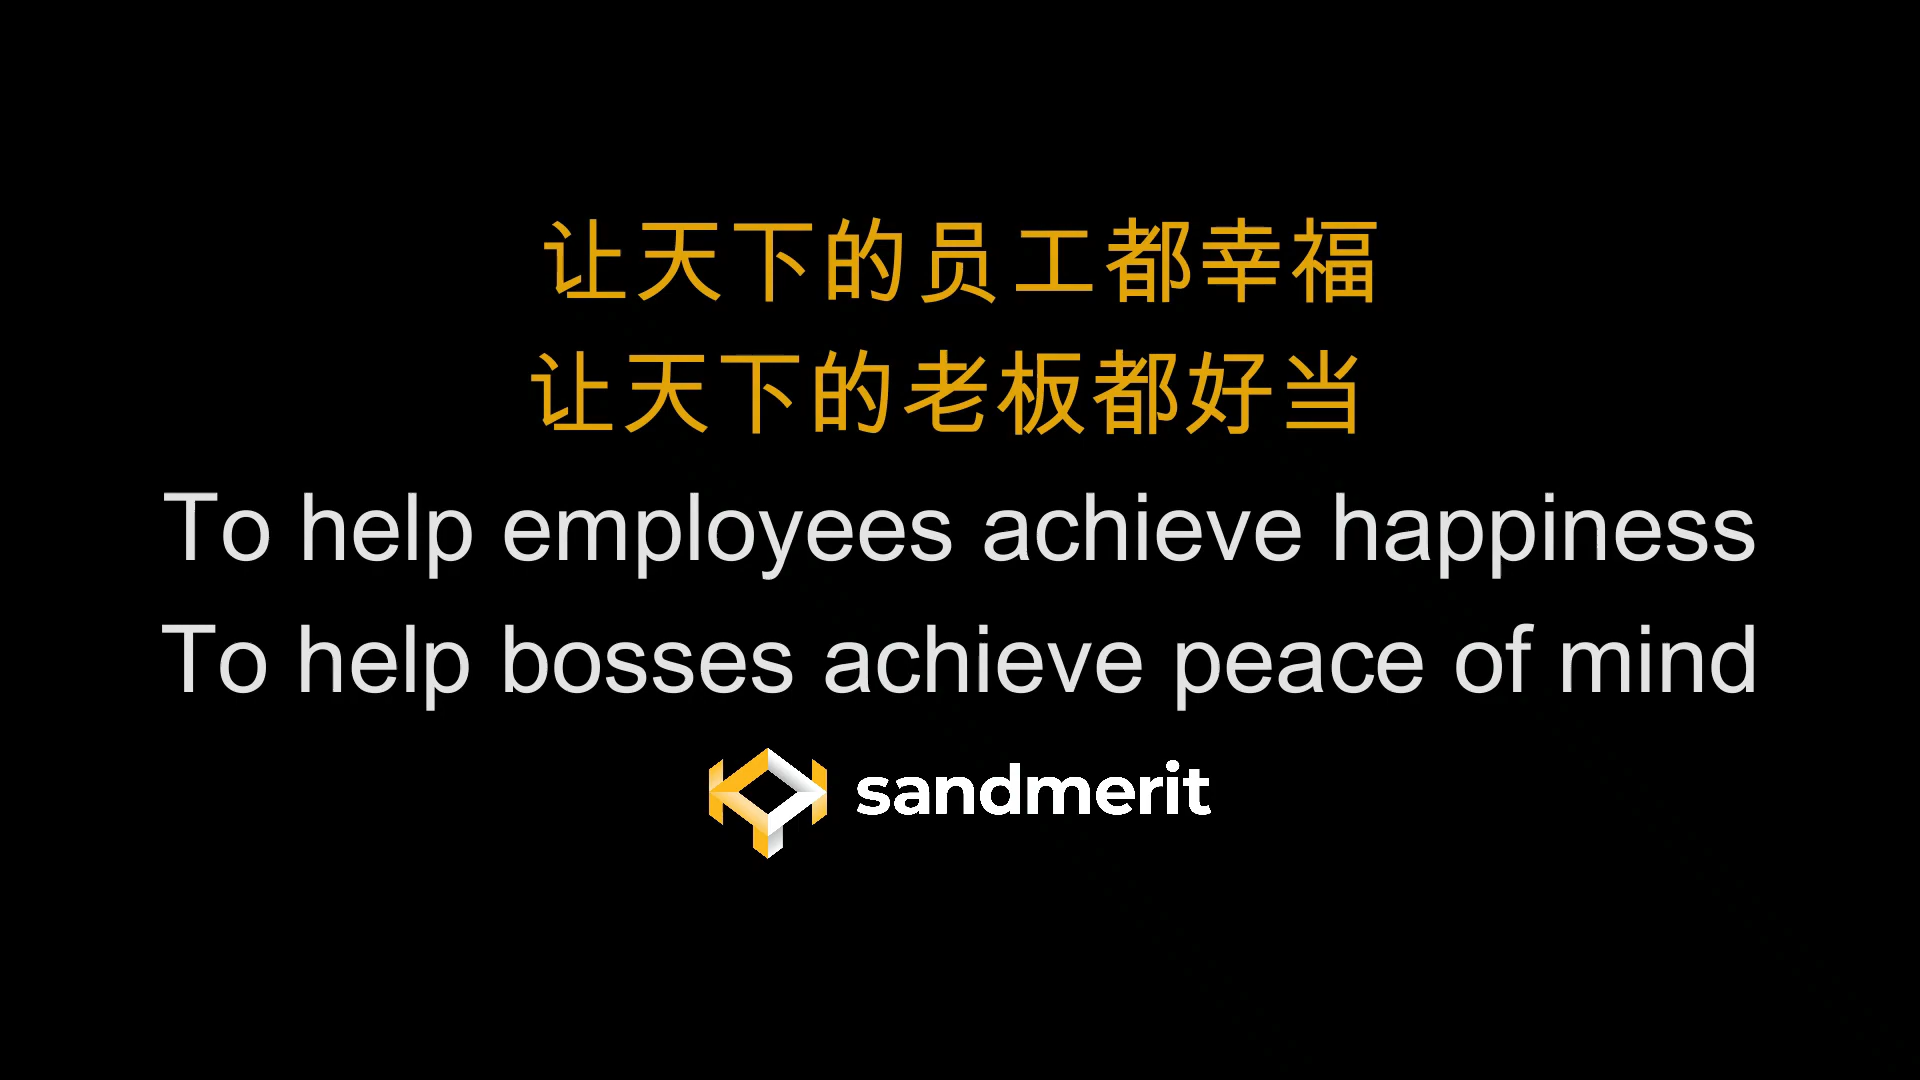 让天下的员工都幸福
让天下的老板都好当
To help employees achieve happiness
To help bosses achieve peace of mind
sandmerit